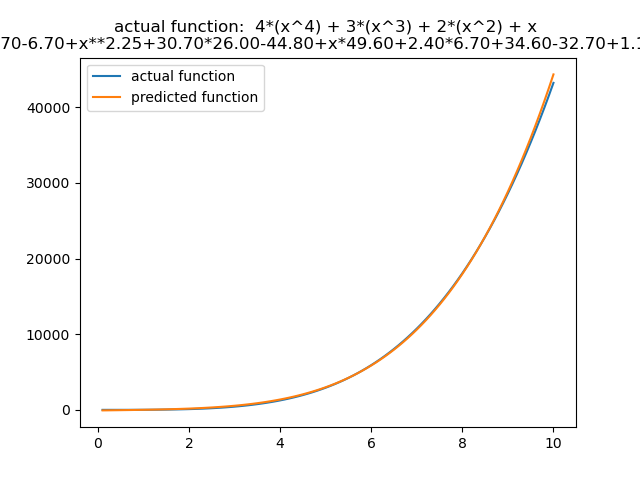 actual function:  4*(x^4) + 3*(x^3) + 2*(x^2) + x
70-6.70+x**2.25+30.70*26.00-44.80+x*49.60+2.40*6.70+34.60-32.70+1.1
actual function
predicted function
40000
30000
20000
10000
0
0 2 4 6 8 10